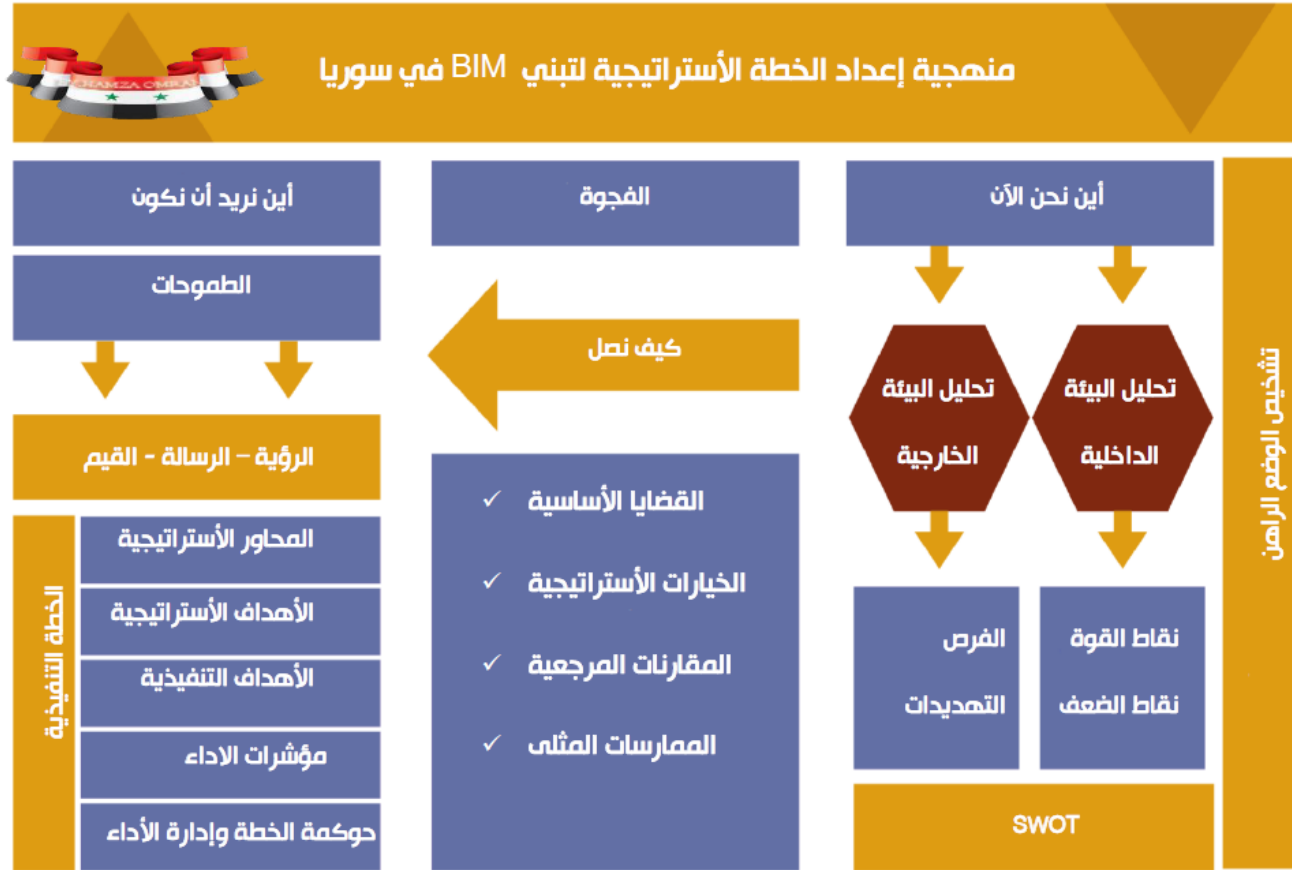 منهجية إعداد الخطة الأستراتيجية لتبني BIM في سوريا
HAMZA OMRAN
أين نحن الآن
الفجوة
أين نريد أن نكون
تشخيص الوضع الراهن
تحليل البيئة
الداخلية
تحليل البيئة
الخارجية
نقاط القوة
نقاط الضعف
الفرص
التهديدات
SWOT
كيف نصل
✓ القضايا الأساسية
✓ الخيارات الأستراتيجية
✓ المقارنات المرجعية
✓ الممارسات المثلى
الطموحات
الرؤية – الرسالة - القيم
الخطة التنفيذية
المحاور الأستراتيجية
الأهداف الأستراتيجية
الأهداف التنفيذية
مؤشرات الاداء
حوكمة الخطة وإدارة الأداء